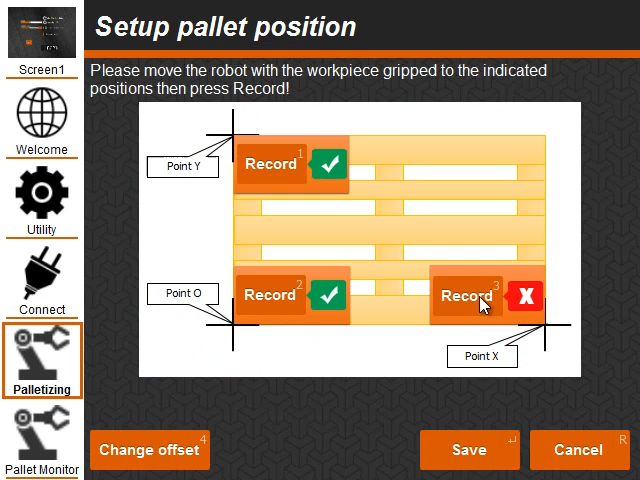 Setup pallet position
Please move the robot with the workpiece gripped to the indicated
positions then press Record!
Screen1
Welcome
Utility
Connect
Palletizing
Pallet Monitor
Point Y
Record 1
Point O
Record 2
Record 3
X
Point X
Change offset 4
Save ↵
Cancel R